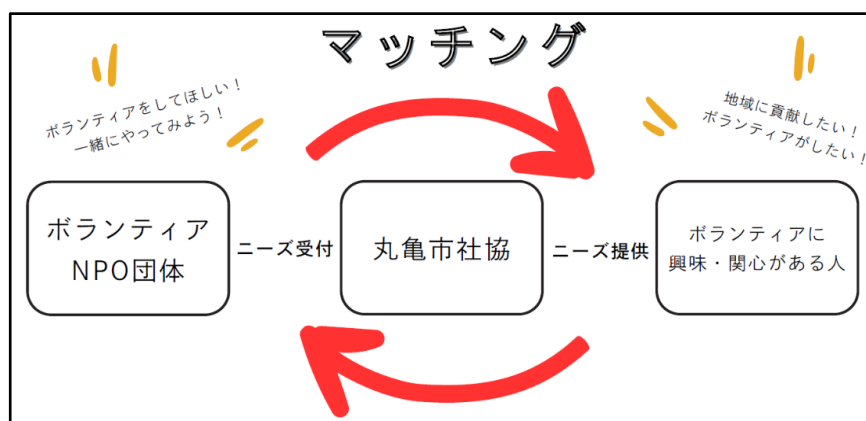 マッチング
ボランティアをしてほしい！
一緒にやってみよう！
地域に貢献したい！
ボランティアがしたい！
ボランティア
NPO団体
ニーズ受付
丸亀市社協
ニーズ提供
ボランティアに
興味・関心がある人